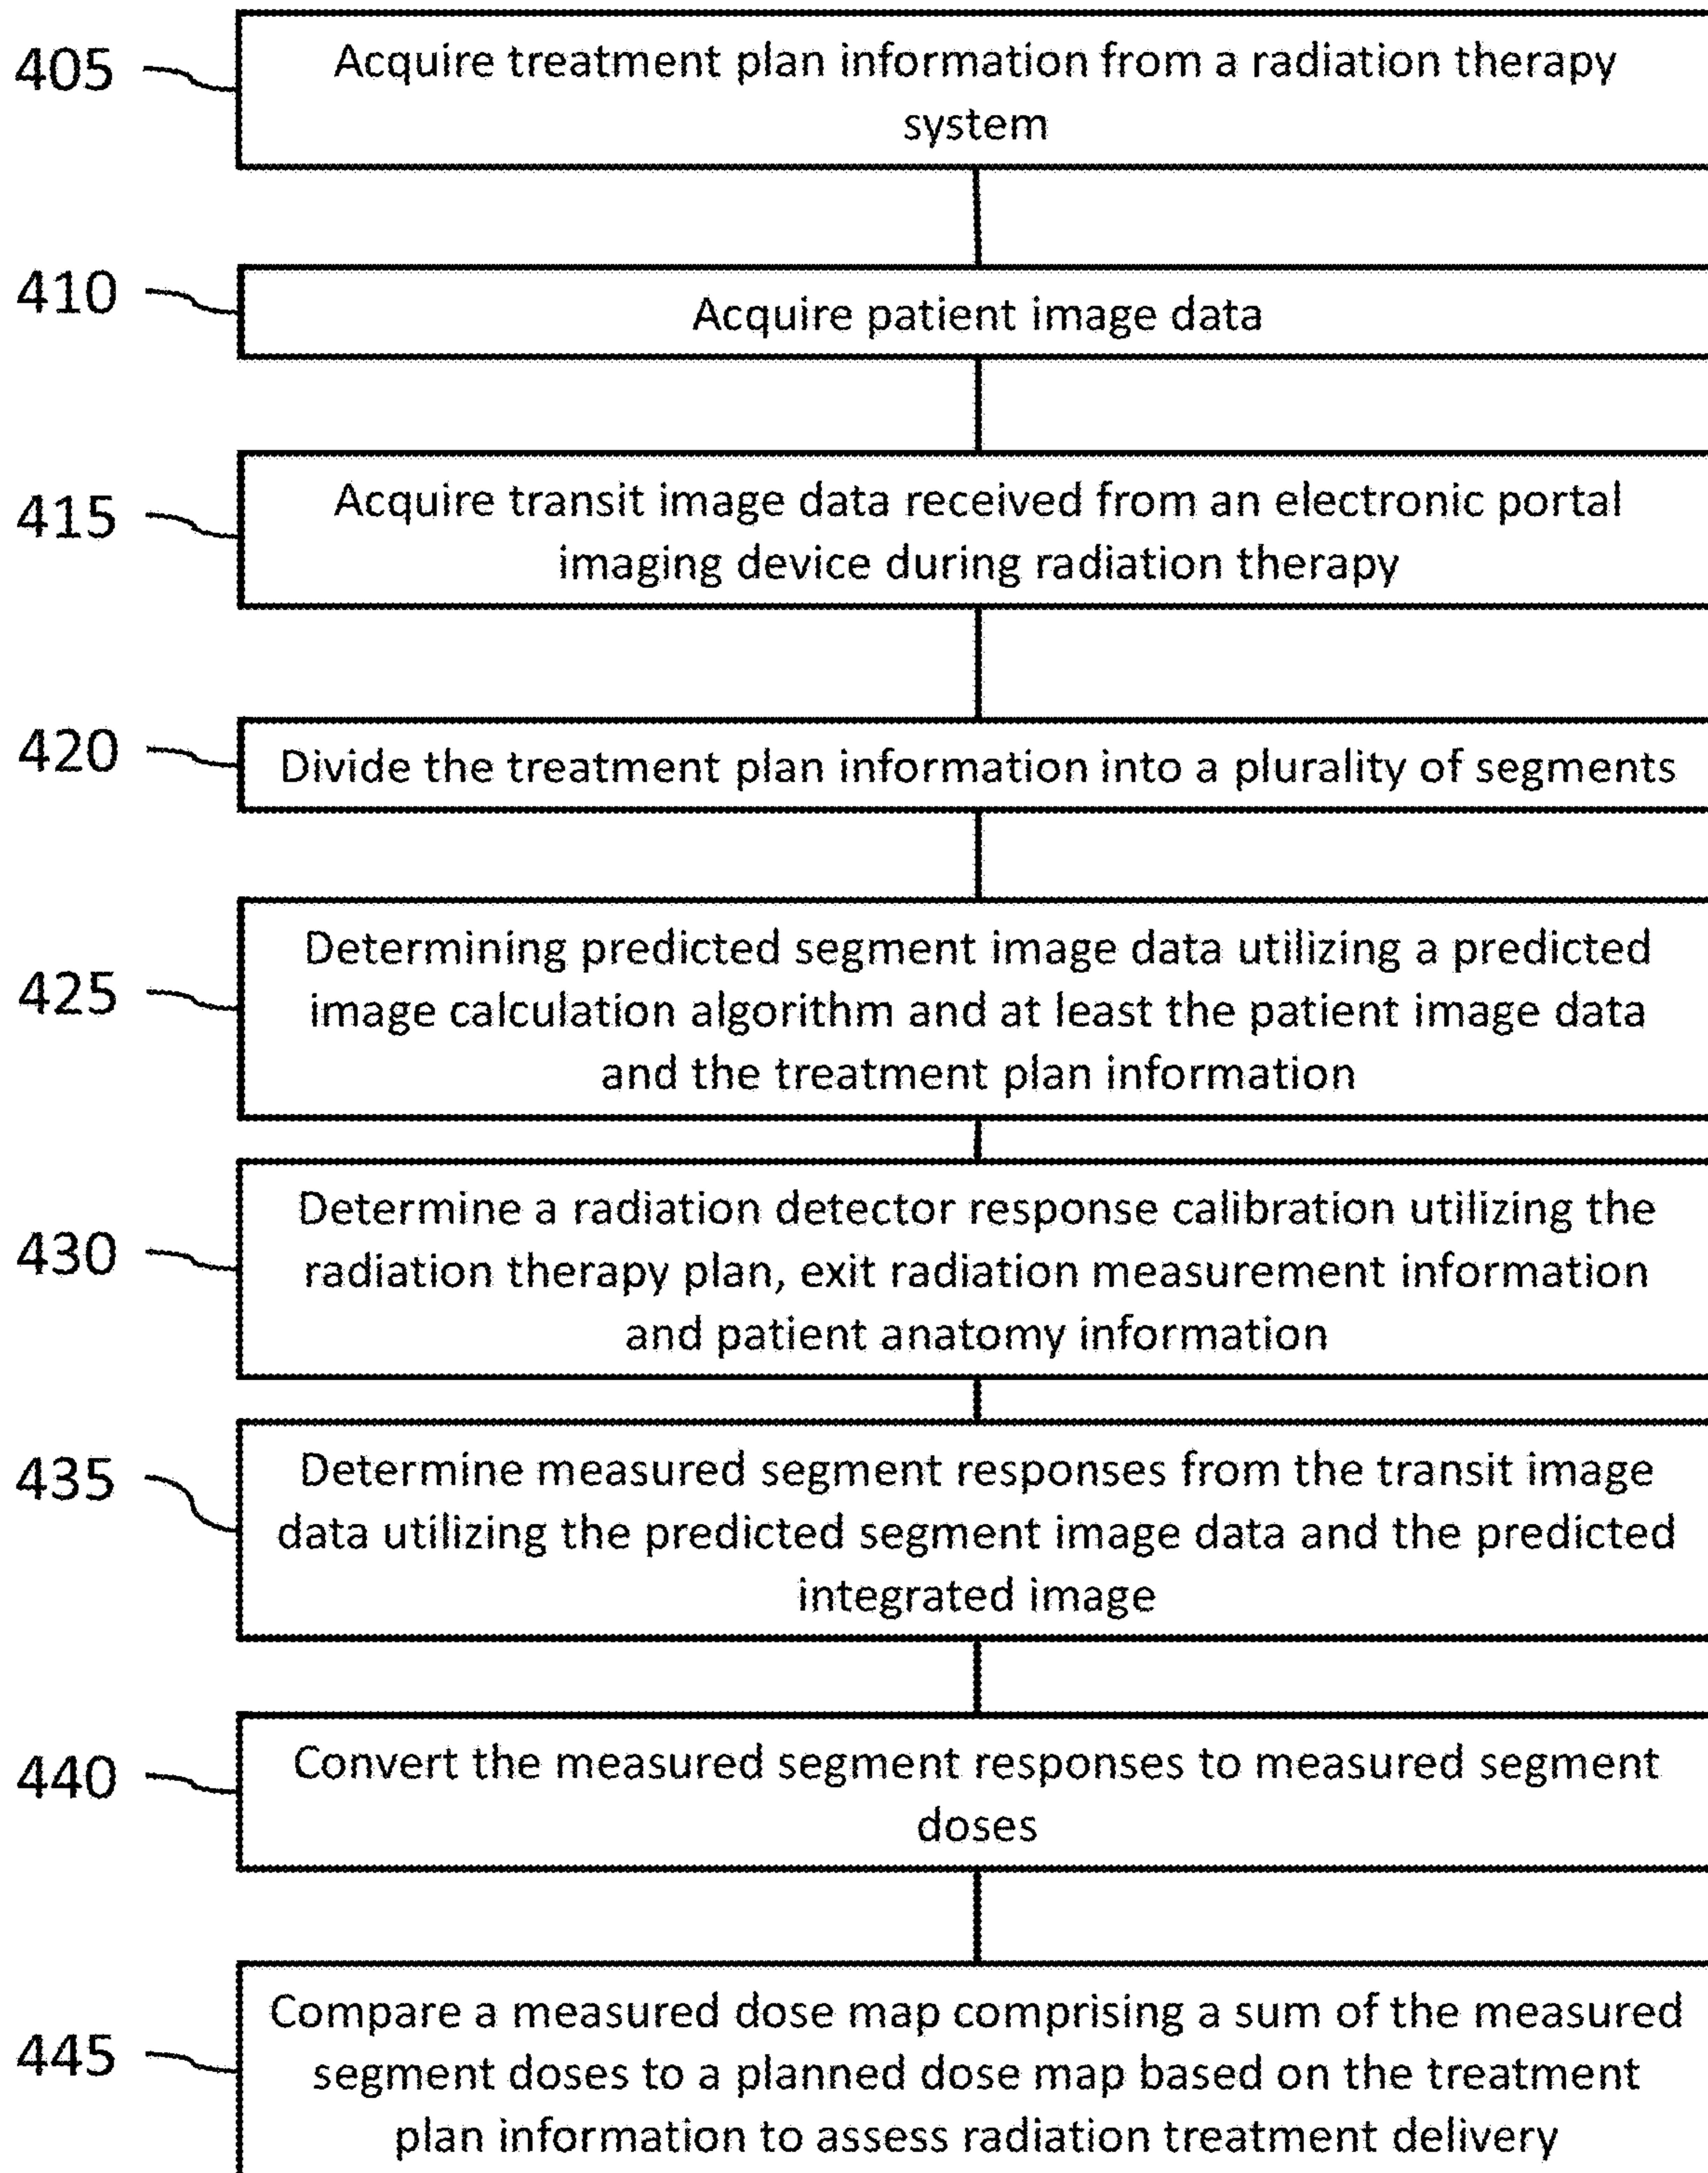 405
Acquire treatment plan information from a radiation therapy
system
410
Acquire patient image data
415
Acquire transit image data received from an electronic portal
imaging device during radiation therapy
420
Divide the treatment plan information into a plurality of segments
425
Determining predicted segment image data utilizing a predicted
image calculation algorithm and at least the patient image data
and the treatment plan information
430
Determine a radiation detector response calibration utilizing the
radiation therapy plan, exit radiation measurement information
and patient anatomy information
435
Determine measured segment responses from the transit image
data utilizing the predicted segment image data and the predicted
integrated image
440
Convert the measured segment responses to measured segment
doses
445
Compare a measured dose map comprising a sum of the measured
segment doses to a planned dose map based on the treatment
plan information to assess radiation treatment delivery